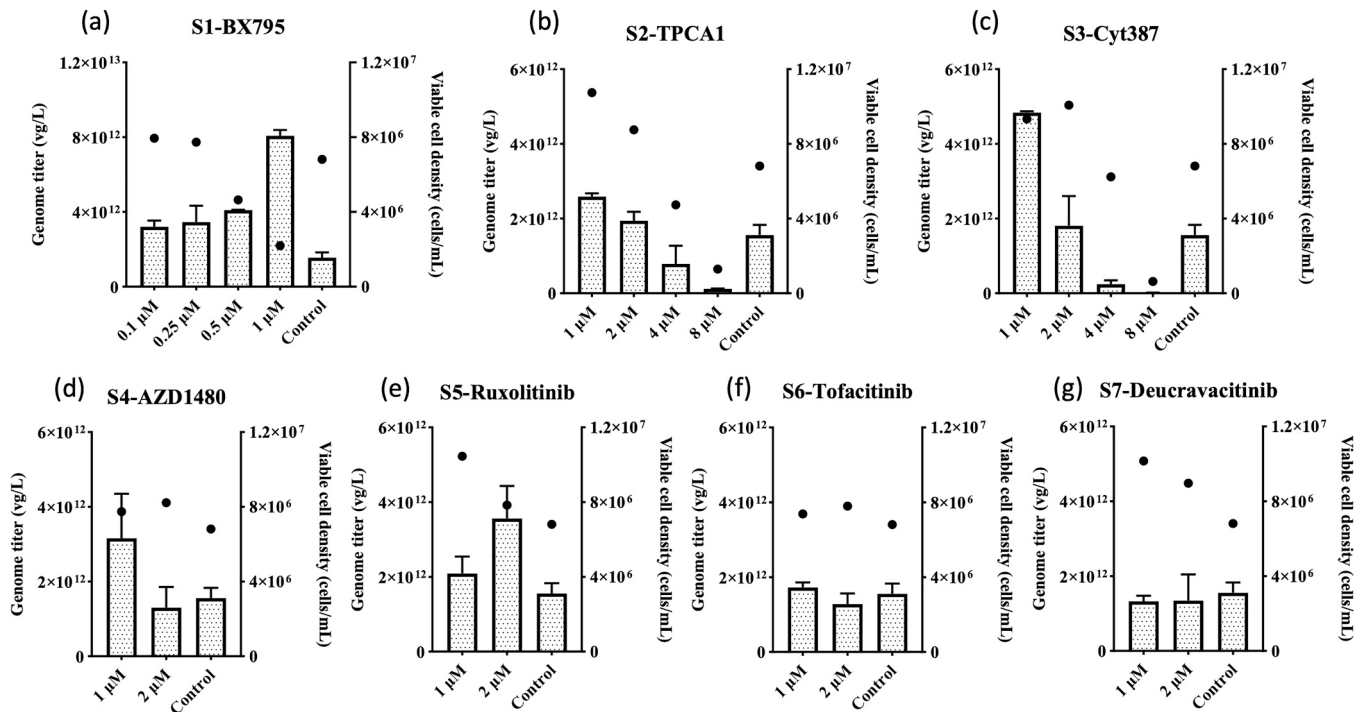 (a)
S1-BX795
Genome titer (vg/L)
1.2×10¹³
8×10¹²
4×10¹²
0
1.2×10⁷
8×10⁶
4×10⁶
0
Viable cell density (cells/mL)
0.1 μM
0.25 μM
0.5 μM
1 μM
Control
(b)
S2-TPCA1
Genome titer (vg/L)
6×10¹²
4×10¹²
2×10¹²
0
1.2×10⁷
8×10⁶
4×10⁶
0
Viable cell density (cells/mL)
1 μM
2 μM
4 μM
8 μM
Control
(c)
S3-Cyt387
Genome titer (vg/L)
6×10¹²
4×10¹²
2×10¹²
0
1.2×10⁷
8×10⁶
4×10⁶
0
Viable cell density (cells/mL)
1 μM
2 μM
4 μM
8 μM
Control
(d)
S4-AZD1480
Genome titer (vg/L)
6×10¹²
4×10¹²
2×10¹²
0
1.2×10⁷
8×10⁶
4×10⁶
0
Viable cell density (cells/mL)
1 μM
2 μM
Control
(e)
S5-Ruxolitinib
Genome titer (vg/L)
6×10¹²
4×10¹²
2×10¹²
0
1.2×10⁷
8×10⁶
4×10⁶
0
Viable cell density (cells/mL)
1 μM
2 μM
Control
(f)
S6-Tofacitinib
Genome titer (vg/L)
6×10¹²
4×10¹²
2×10¹²
0
1.2×10⁷
8×10⁶
4×10⁶
0
Viable cell density (cells/mL)
1 μM
2 μM
Control
(g)
S7-Deucravacitinib
Genome titer (vg/L)
6×10¹²
4×10¹²
2×10¹²
0
1.2×10⁷
8×10⁶
4×10⁶
0
Viable cell density (cells/mL)
1 μM
2 μM
Control